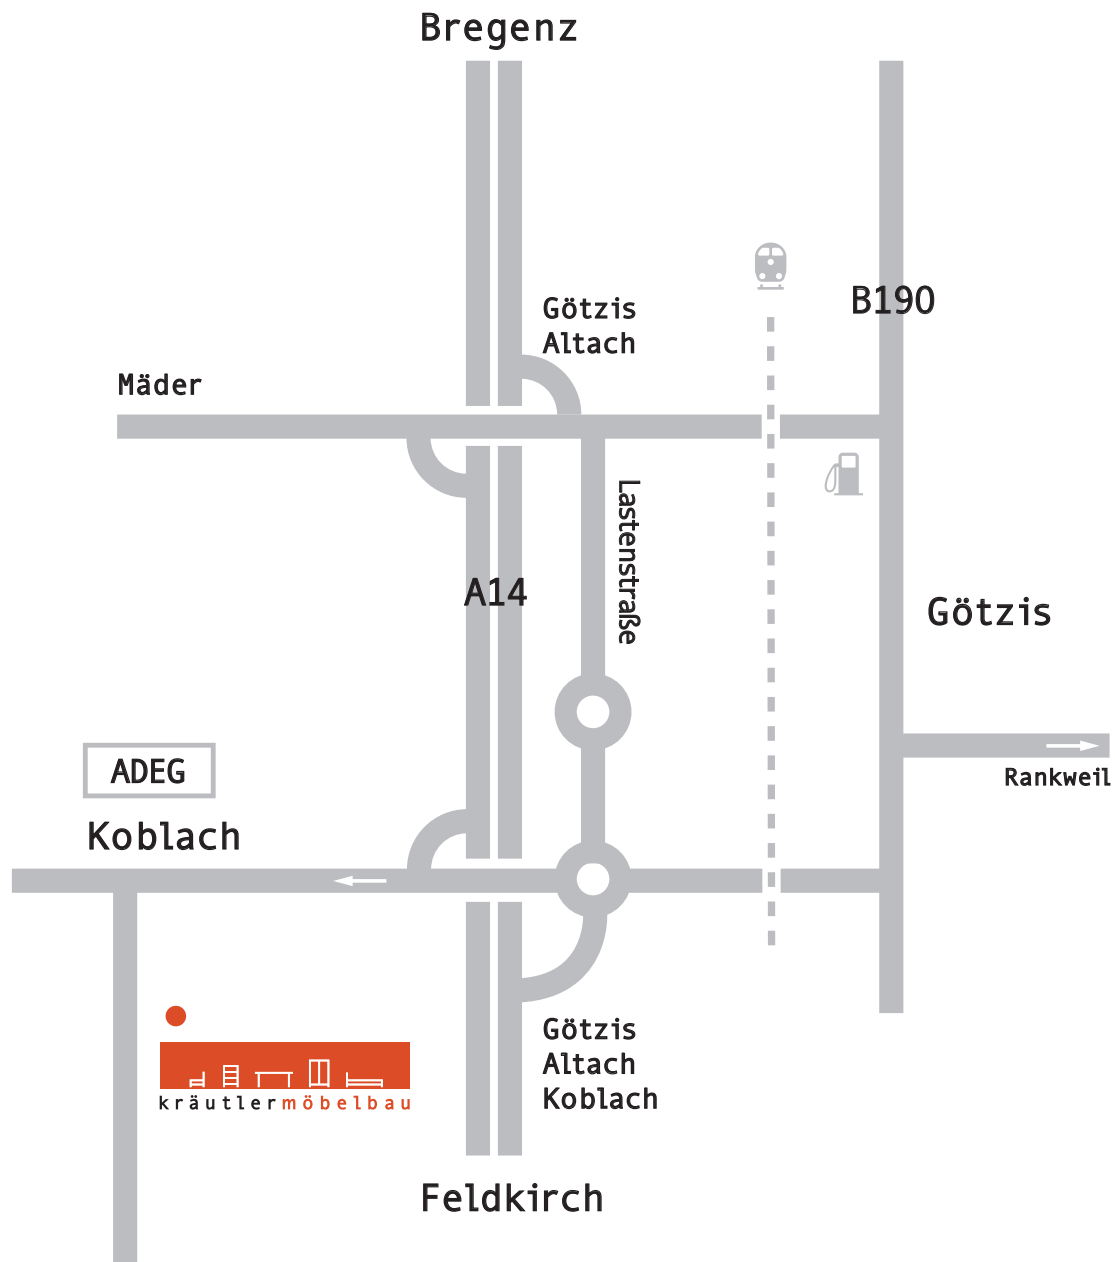 Bregenz
B190
Götzis
Altach
Mäder
Lastenstraße
A14
Götzis
ADEG
Rankweil
Koblach
Götzis
Altach
Koblach
kräutlermöbelbau
Feldkirch